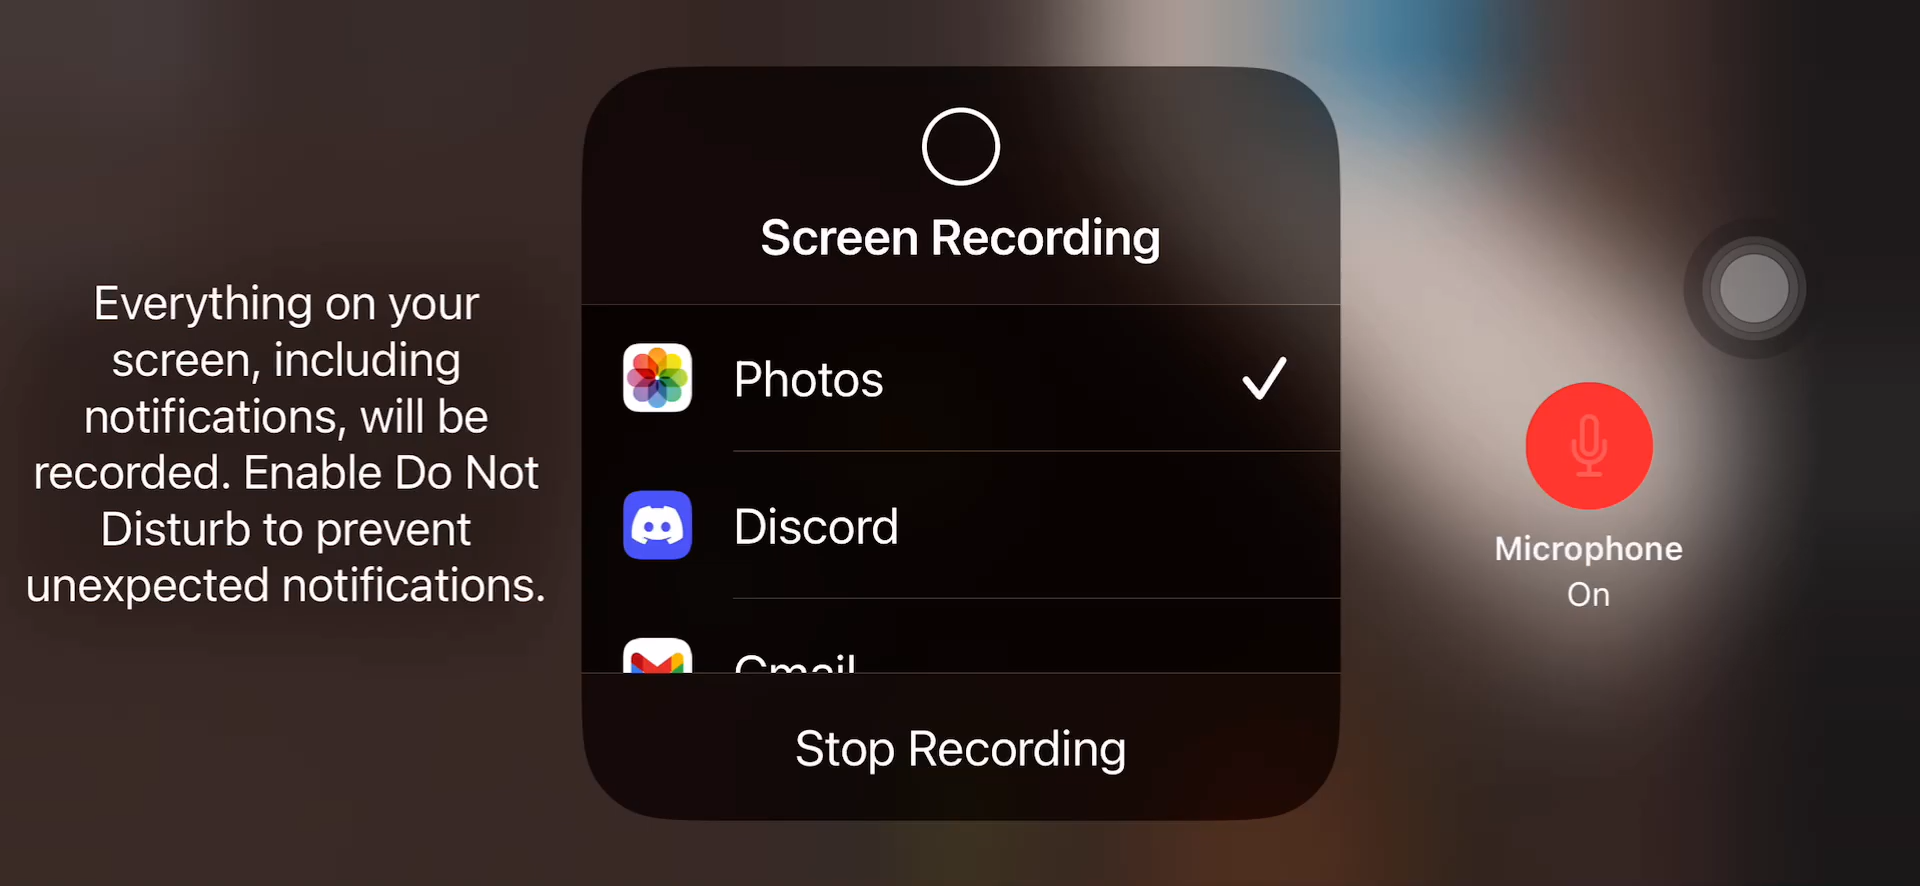 Everything on your
screen, including
notifications, will be
recorded. Enable Do Not
Disturb to prevent
unexpected notifications.
Screen Recording
Photos
Discord
Gmail
Stop Recording
Microphone
On